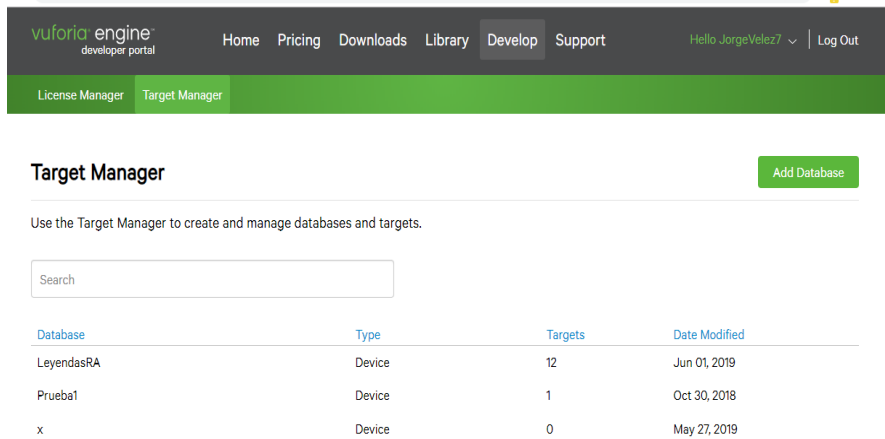 vuforia engine™
developer portal
Home Pricing Downloads Library Develop Support
Hello JorgeVelez7 Log Out
License Manager Target Manager
Target Manager
Add Database
Use the Target Manager to create and manage databases and targets.
Search
Database Type Targets Date Modified
LeyendasRA Device 12 Jun 01, 2019
Prueba1 Device 1 Oct 30, 2018
x Device 0 May 27, 2019